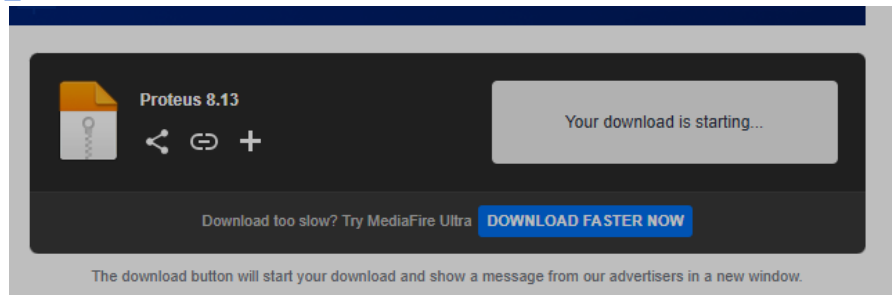 Proteus 8.13
Your download is starting...
Download too slow? Try MediaFire Ultra DOWNLOAD FASTER NOW
The download button will start your download and show a message from our advertisers in a new window.